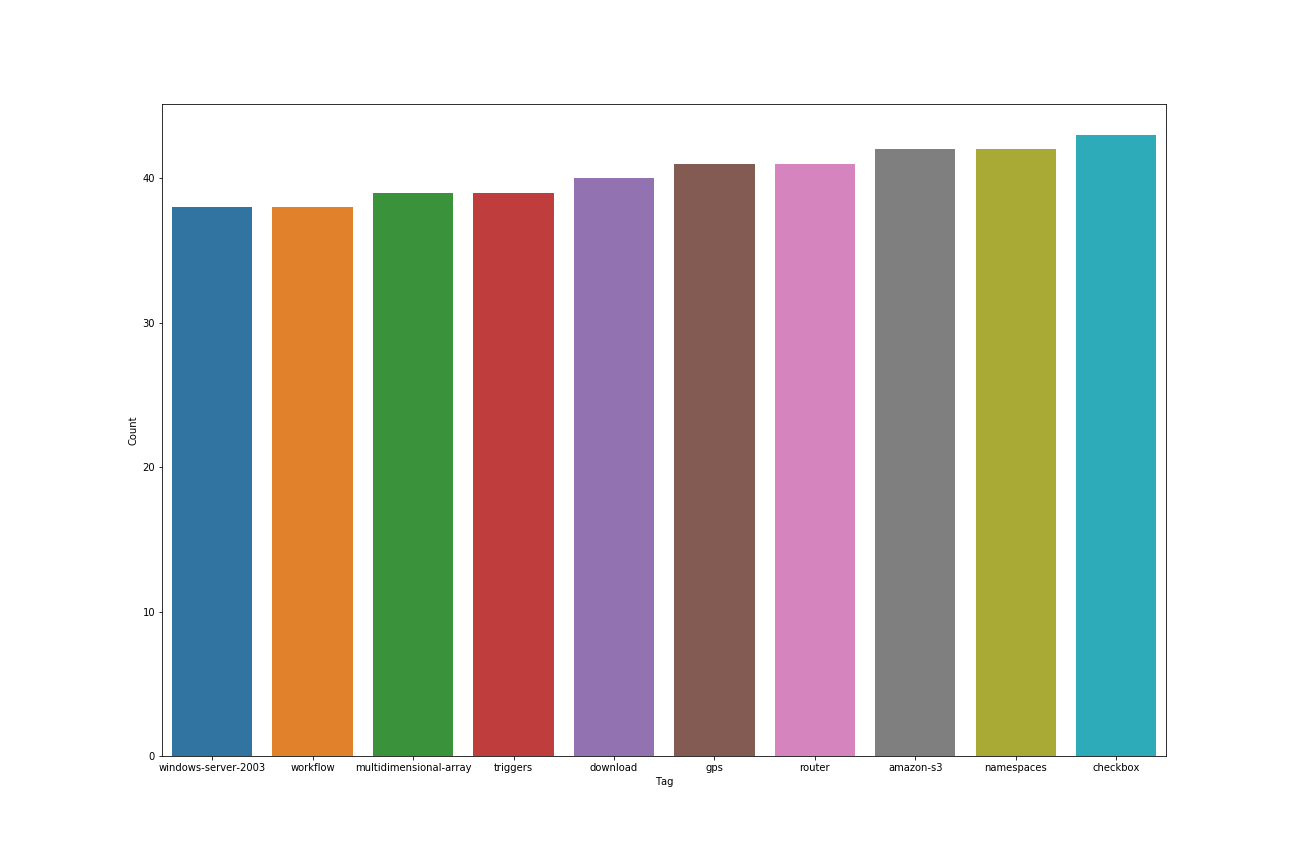 40
30
20
10
0
Count
windows-server-2003 workflow multidimensional-array triggers download gps router amazon-s3 namespaces checkbox
Tag